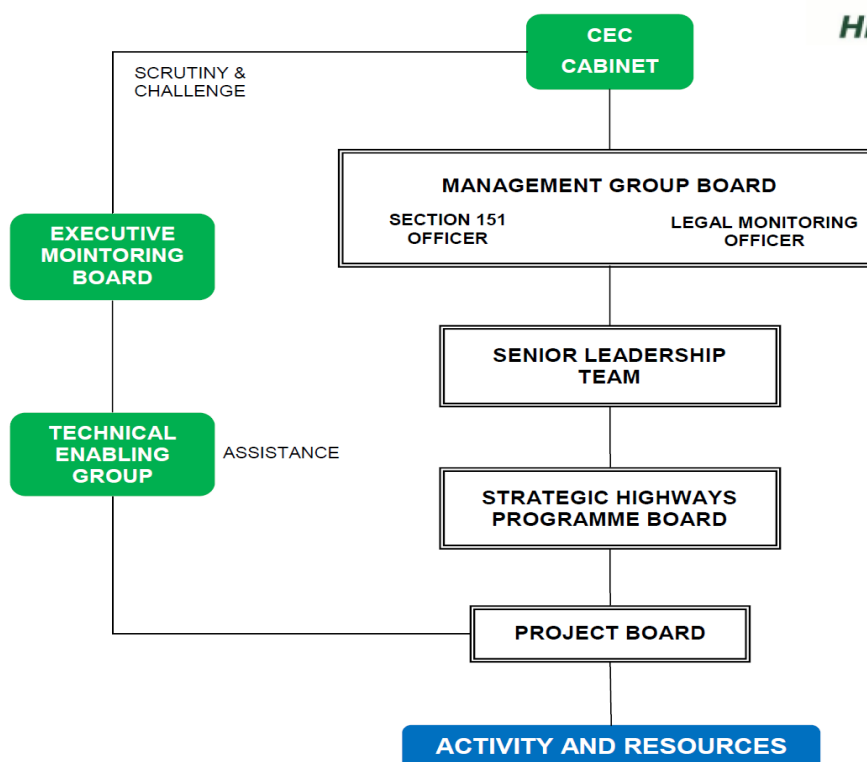 CEC
CABINET
SCRUTINY &
CHALLENGE
MANAGEMENT GROUP BOARD
SECTION 151
OFFICER
LEGAL MONITORING
OFFICER
EXECUTIVE
MOINTORING
BOARD
SENIOR LEADERSHIP
TEAM
TECHNICAL
ENABLING
GROUP
ASSISTANCE
STRATEGIC HIGHWAYS
PROGRAMME BOARD
PROJECT BOARD
ACTIVITY AND RESOURCES